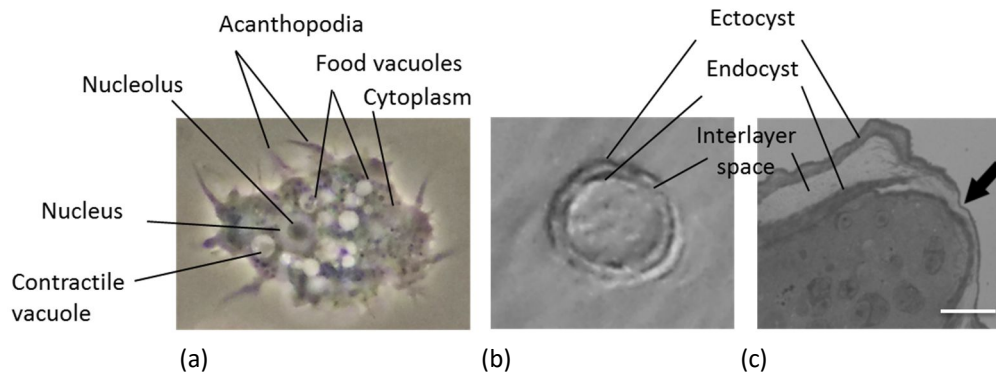 Acanthopodia
Nucleolus
Food vacuoles
Cytoplasm
Nucleus
Contractile
vacuole
Ectocyst
Endocyst
Interlayer
space
(a)
(b)
(c)